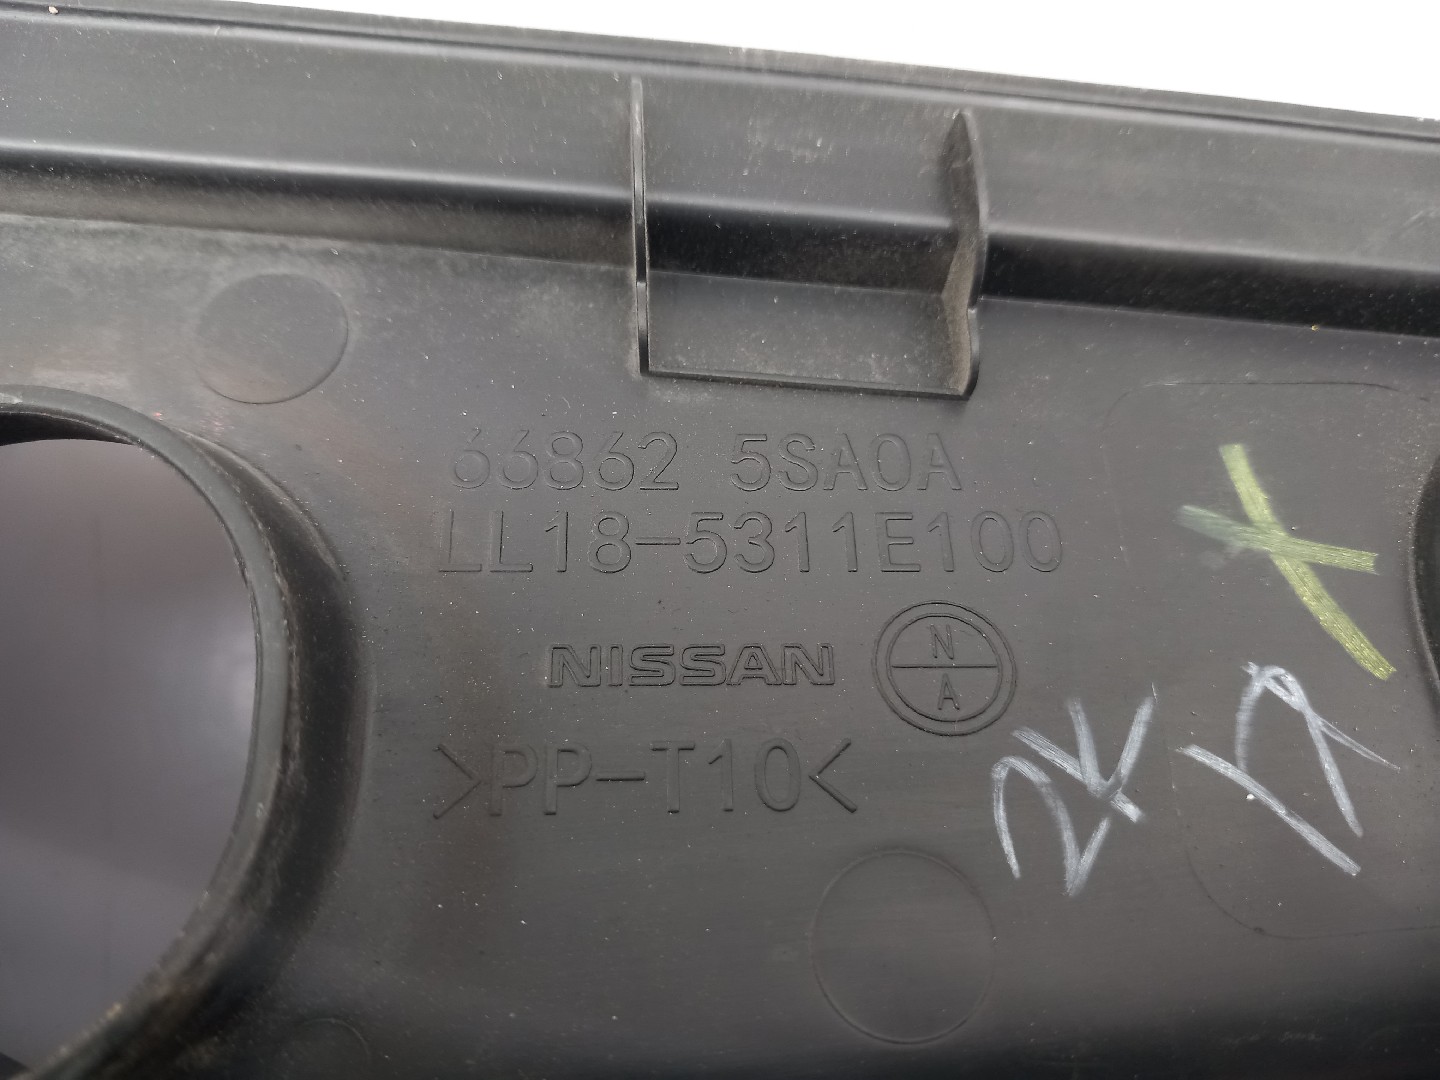 66862 5SA0A
LL18-5311E100
NISSAN
N
A
>PP-T10<